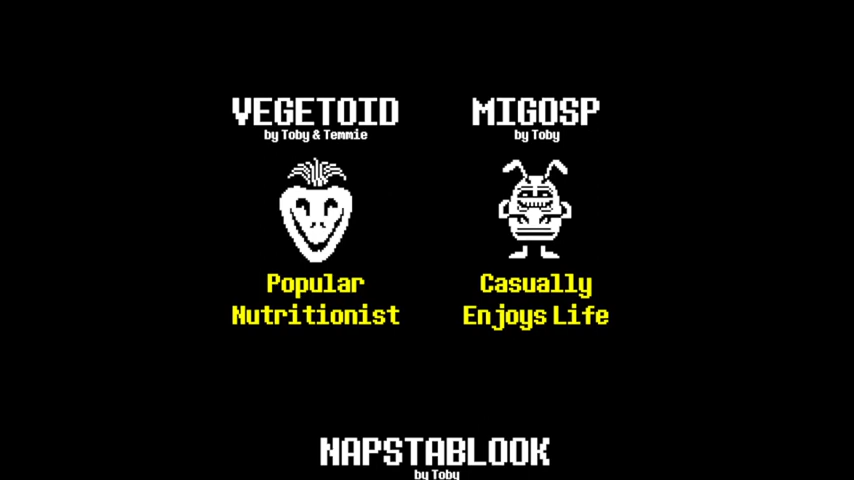 VEGETOID
by Toby & Temmie
Popular
Nutritionist
MIGOSP
by Toby
Casually
Enjoys Life
NAPSTABLOOK
by Toby